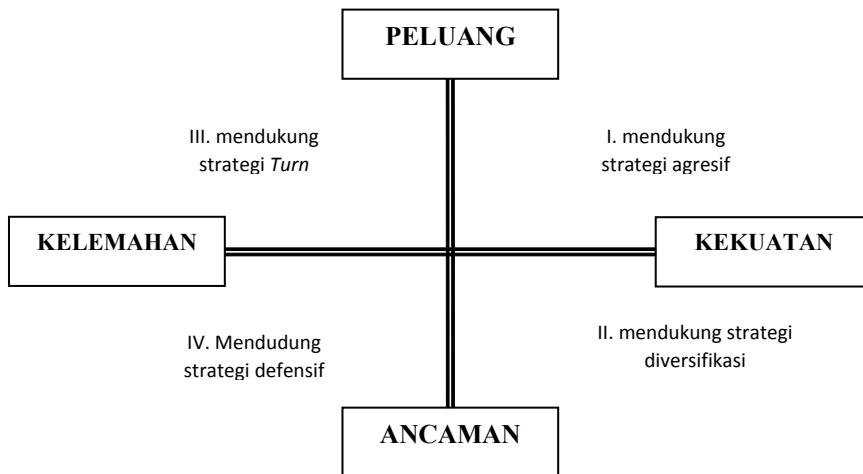 PELUANG
III. mendukung
strategi Turn
I. mendukung
strategi agresif
KELEMAHAN
KEKUATAN
IV. Mendudung
strategi defensif
II. mendukung strategi
diversifikasi
ANCAMAN